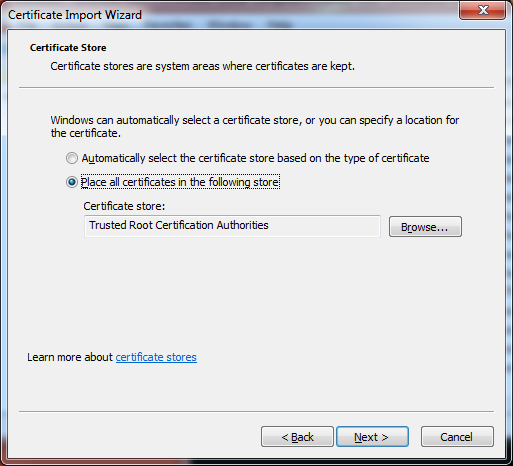 Certificate Import Wizard
Certificate Store
Certificate stores are system areas where certificates are kept.
Windows can automatically select a certificate store, or you can specify a location for
the certificate.
Automatically select the certificate store based on the type of certificate
Place all certificates in the following store
Certificate store:
Trusted Root Certification Authorities
Browse...
Learn more about certificate stores
< Back
Next >
Cancel